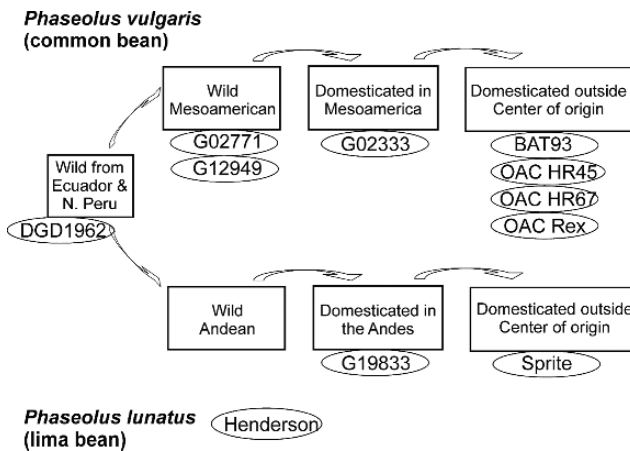 Phaseolus vulgaris
(common bean)
Wild
Mesoamerican
G02771
G12949
Domesticated in
Mesoamerica
G02333
Domesticated outside
Center of origin
BAT93
OAC HR45
OAC HR67
OAC Rex
Wild from
Ecuador &
N. Peru
DGD1962
Wild
Andean
Domesticated in
the Andes
G19833
Domesticated outside
Center of origin
Sprite
Phaseolus lunatus
(lima bean)
Henderson